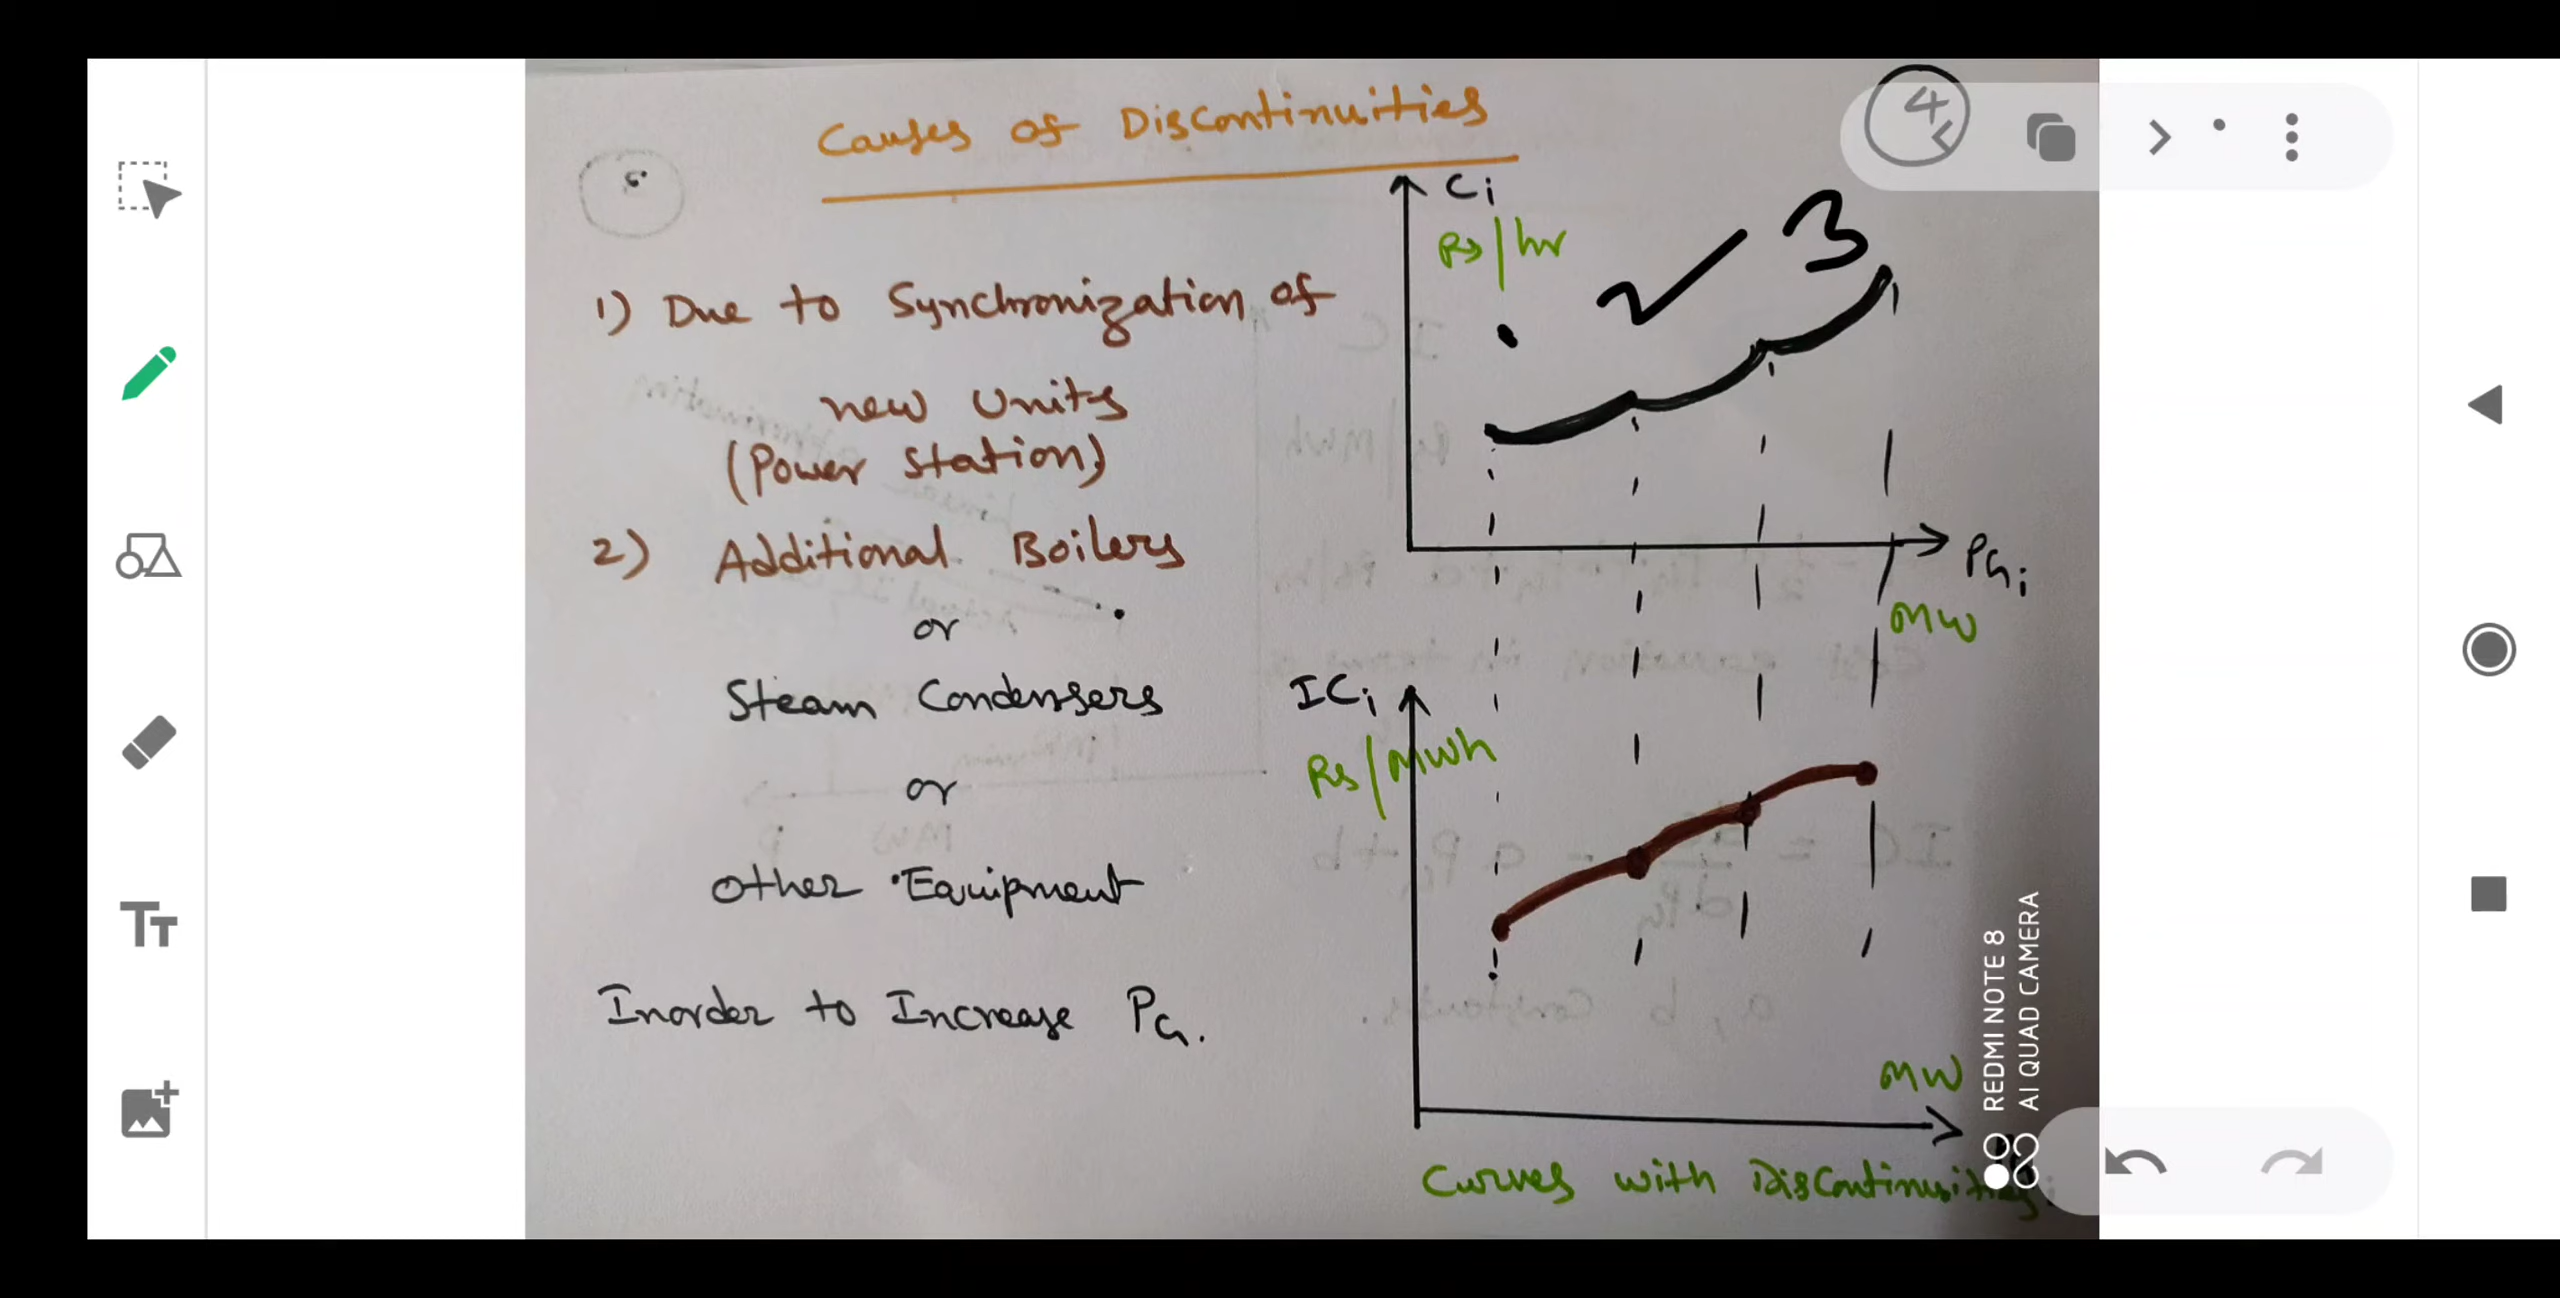 Causes of Discontinuities
4
1) Due to Synchronization of
new Units
(Power Station)
2) Additional Boilers
or
Steam Condensers
or
Other Equipment
Inorder to Increase PG.
Ci
Rs/hr
3
PGi
MW
ICi
Rs/MWh
MW
Curves with Discontinuities.
REDMI NOTE 8
AI QUAD CAMERA
Tт